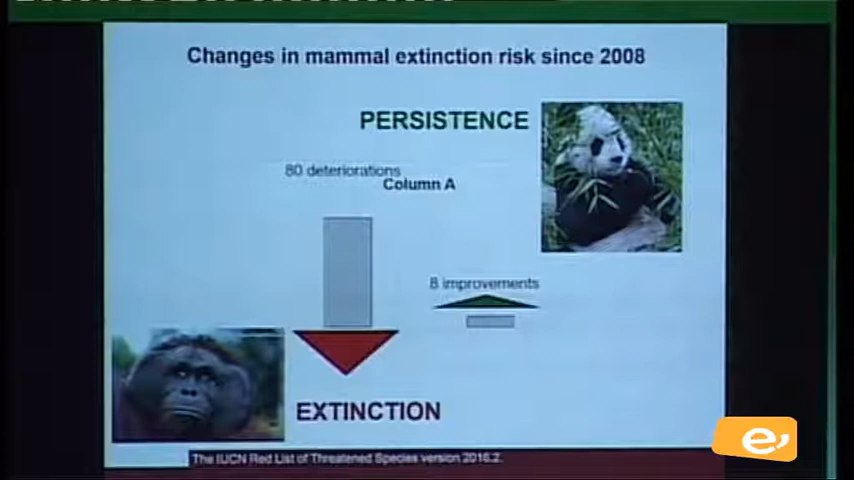 Changes in mammal extinction risk since 2008
PERSISTENCE
80 deteriorations
Column A
8 improvements
EXTINCTION
The IUCN Red List of Threatened Species version 2016.2.
e